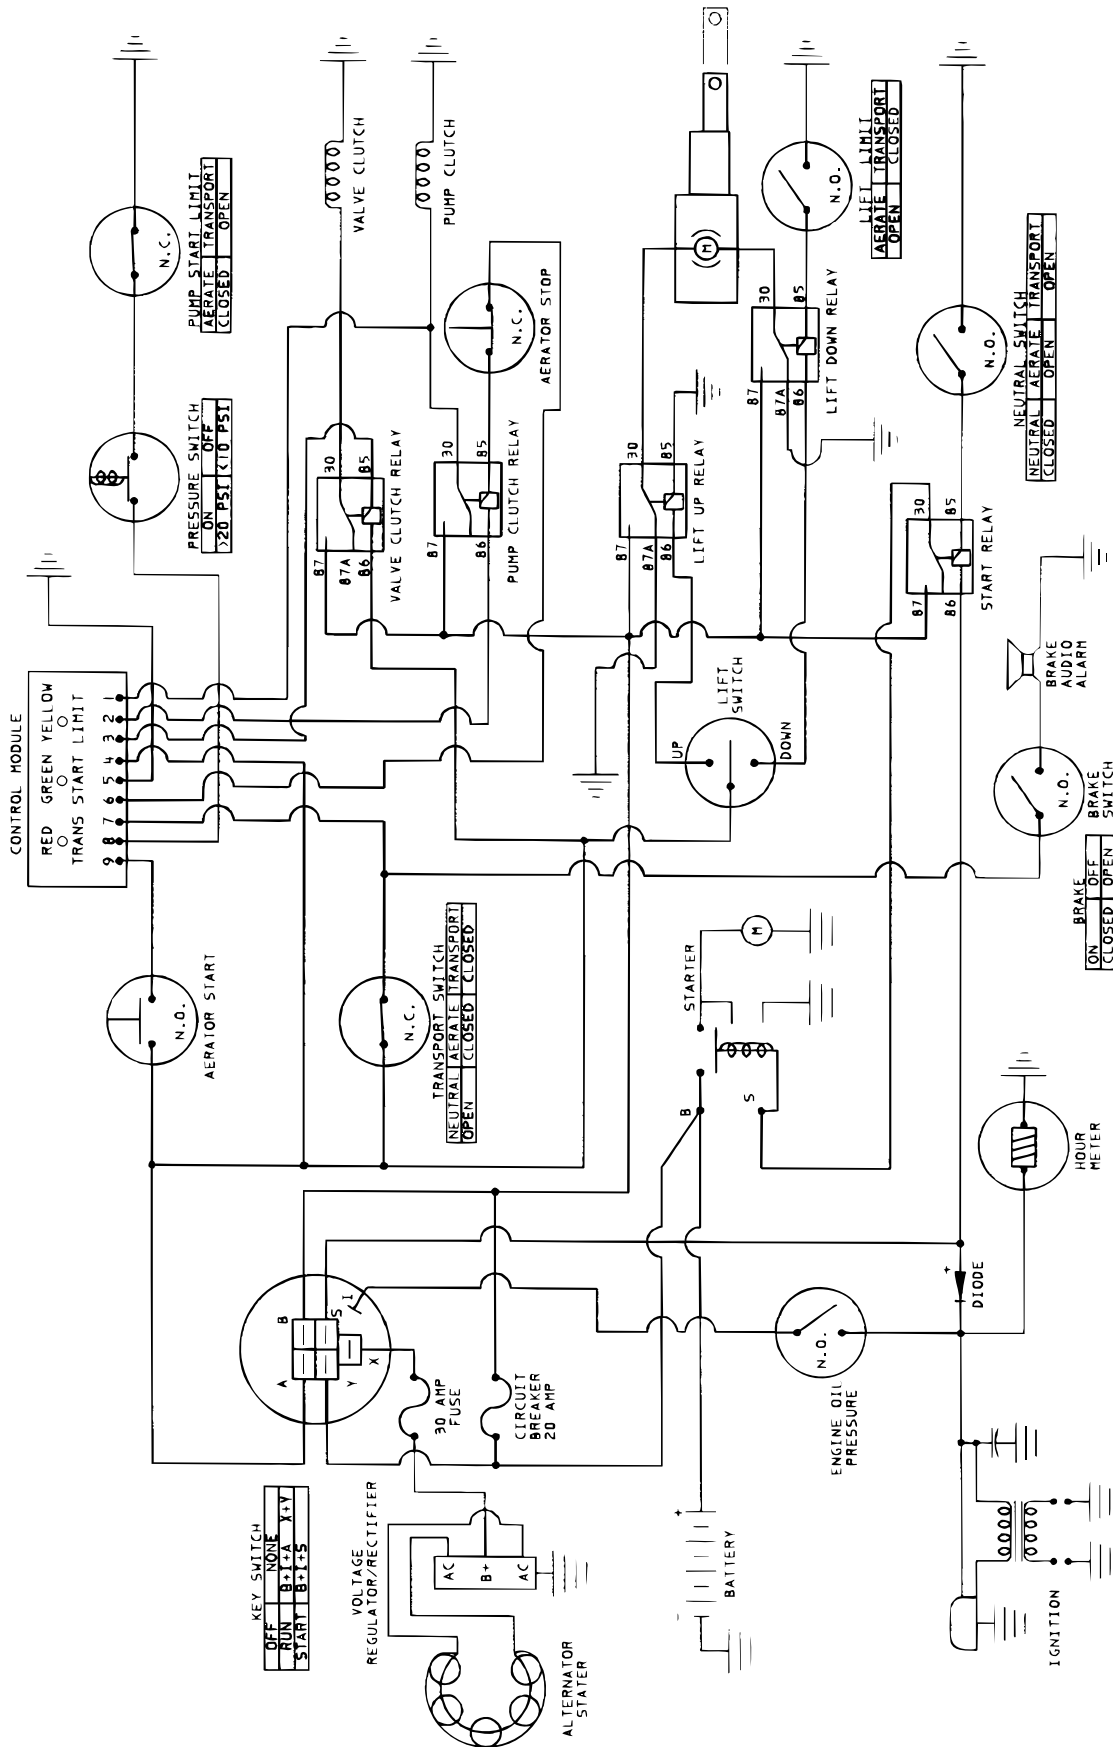 CONTROL MODULE
RED GREEN YELLOW
TRANS START LIMIT
9 8 7 6 5 4 3 2 1
PRESSURE SWITCH
ON OFF
>20 PSI <10 PSI
N.C.
PUMP START LIMIT
AERATE TRANSPORT
CLOSED OPEN
N.O.
AERATOR START
N.C.
TRANSPORT SWITCH
NEUTRAL AERATE TRANSPORT
OPEN CLOSED CLOSED
87
87A
86
30
85
VALVE CLUTCH RELAY
VALVE CLUTCH
87
86
30
85
PUMP CLUTCH RELAY
PUMP CLUTCH
N.C.
AERATOR STOP
KEY SWITCH
OFF NONE
RUN B+I+A X+Y
START B+I+S
A
B
S
I
Y
X
30 AMP
FUSE
CIRCUIT
BREAKER
20 AMP
VOLTAGE
REGULATOR/RECTIFIER
AC
B+
AC
ALTERNATOR
STATER
BATTERY
+
B
S
STARTER
M
UP
DOWN
LIFT
SWITCH
87
87A
86
30
85
LIFT UP RELAY
M
87
87A
86
30
85
LIFT DOWN RELAY
N.O.
LIFT LIMIT
AERATE TRANSPORT
OPEN CLOSED
ENGINE OIL
PRESSURE
N.O.
+
DIODE
HOUR
METER
IGNITION
87
86
30
85
START RELAY
N.O.
NEUTRAL SWITCH
NEUTRAL AERATE TRANSPORT
CLOSED OPEN OPEN
BRAKE
AUDIO
ALARM
N.O.
BRAKE
SWITCH
BRAKE
ON OFF
CLOSED OPEN